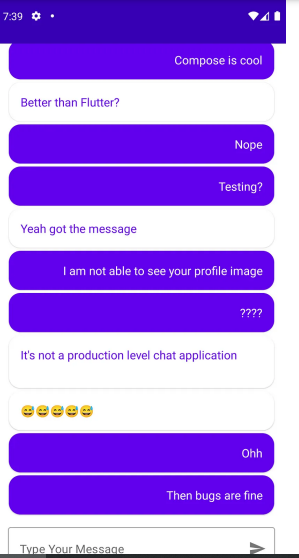 7:39
Compose is cool
Better than Flutter?
Nope
Testing?
Yeah got the message
I am not able to see your profile image
????
It's not a production level chat application
😅😅😅😅😅
Ohh
Then bugs are fine
Type Your Message